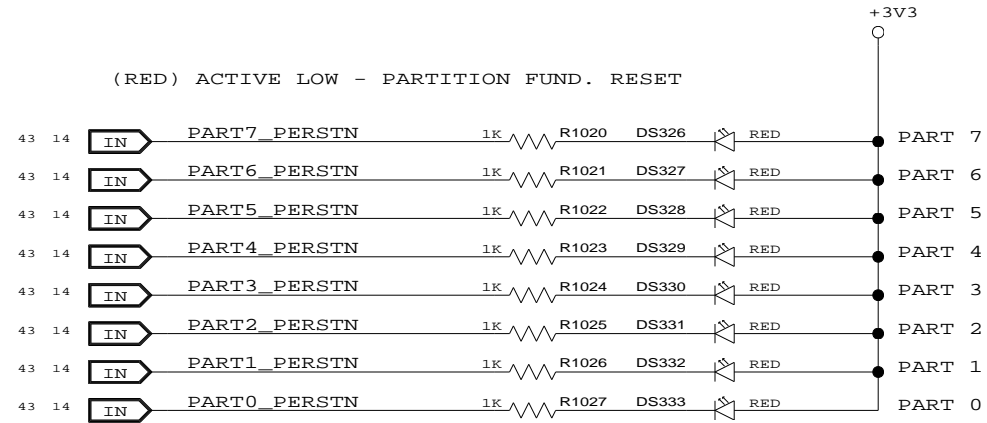 +3V3
(RED) ACTIVE LOW - PARTITION FUND. RESET
43 14 IN PART7_PERSTN 1K R1020 DS326 RED PART 7
43 14 IN PART6_PERSTN 1K R1021 DS327 RED PART 6
43 14 IN PART5_PERSTN 1K R1022 DS328 RED PART 5
43 14 IN PART4_PERSTN 1K R1023 DS329 RED PART 4
43 14 IN PART3_PERSTN 1K R1024 DS330 RED PART 3
43 14 IN PART2_PERSTN 1K R1025 DS331 RED PART 2
43 14 IN PART1_PERSTN 1K R1026 DS332 RED PART 1
43 14 IN PART0_PERSTN 1K R1027 DS333 RED PART 0